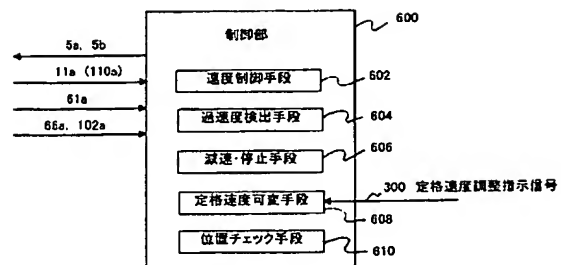 制御部
600
5a, 5b
11a (110a)
速度制御手段
602
61a
過速度検出手段
604
66a, 102a
減速・停止手段
606
300 定格速度調整指示信号
定格速度可変手段
608
位置チェック手段
610